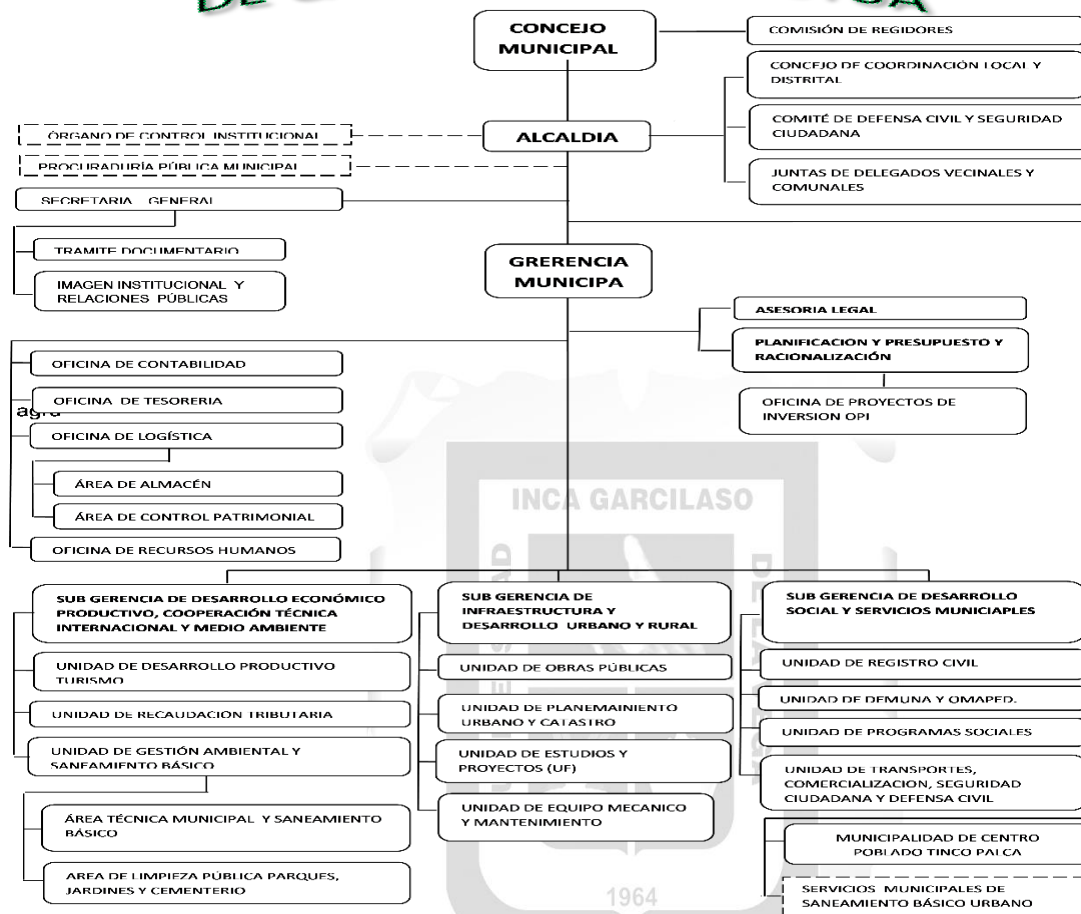 CONCEJO
MUNICIPAL
COMISIÓN DE REGIDORES
CONCEJO DE COORDINACIÓN LOCAL Y
DISTRITAL
COMITÉ DE DEFENSA CIVIL Y SEGURIDAD
CIUDADANA
JUNTAS DE DELEGADOS VECINALES Y
COMUNALES
ALCALDIA
ÓRGANO DE CONTROL INSTITUCIONAL
PROCURADURÍA PÚBLICA MUNICIPAL
SECRETARIA GENERAL
TRAMITE DOCUMENTARIO
IMAGEN INSTITUCIONAL Y
RELACIONES PÚBLICAS
GRERENCIA
MUNICIPA
ASESORIA LEGAL
PLANIFICACION Y PRESUPUESTO Y
RACIONALIZACIÓN
OFICINA DE PROYECTOS DE
INVERSION OPI
OFICINA DE CONTABILIDAD
OFICINA DE TESORERIA
OFICINA DE LOGÍSTICA
ÁREA DE ALMACÉN
ÁREA DE CONTROL PATRIMONIAL
OFICINA DE RECURSOS HUMANOS
SUB GERENCIA DE DESARROLLO ECONÓMICO
PRODUCTIVO, COOPERACIÓN TÉCNICA
INTERNACIONAL Y MEDIO AMBIENTE
UNIDAD DE DESARROLLO PRODUCTIVO
TURISMO
UNIDAD DE RECAUDACIÓN TRIBUTARIA
UNIDAD DE GESTIÓN AMBIENTAL Y
SANEAMIENTO BÁSICO
ÁREA TÉCNICA MUNICIPAL Y SANEAMIENTO
BÁSICO
AREA DE LIMPIEZA PÚBLICA PARQUES,
JARDINES Y CEMENTERIO
SUB GERENCIA DE
INFRAESTRUCTURA Y
DESARROLLO URBANO Y RURAL
UNIDAD DE OBRAS PÚBLICAS
UNIDAD DE PLANEMAINIENTO
URBANO Y CATASTRO
UNIDAD DE ESTUDIOS Y
PROYECTOS (UF)
UNIDAD DE EQUIPO MECANICO
Y MANTENIMIENTO
SUB GERENCIA DE DESARROLLO
SOCIAL Y SERVICIOS MUNICIAPLES
UNIDAD DE REGISTRO CIVIL
UNIDAD DE DEMUNA Y OMAPED.
UNIDAD DE PROGRAMAS SOCIALES
UNIDAD DE TRANSPORTES,
COMERCIALIZACION, SEGURIDAD
CIUDADANA Y DEFENSA CIVIL
MUNICIPALIDAD DE CENTRO
POBLADO TINCO PALCA
SERVICIOS MUNICIPALES DE
SANEAMIENTO BÁSICO URBANO
INCA GARCILASO
DE LA VEGA
1964